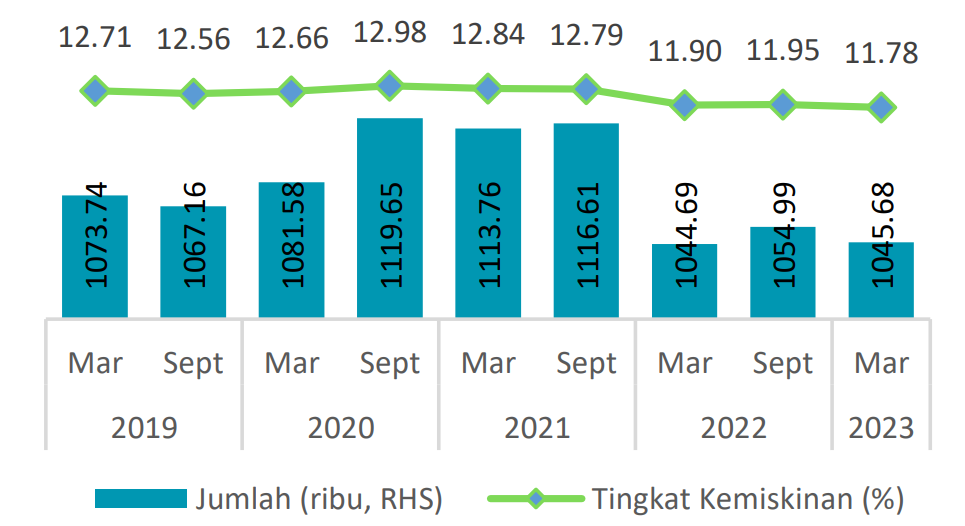 12.71 12.56 12.66 12.98 12.84 12.79 11.90 11.95 11.78
1073.74 1067.16 1081.58 1119.65 1113.76 1116.61 1044.69 1054.99 1045.68
Mar Sept Mar Sept Mar Sept Mar Sept Mar
2019 2020 2021 2022 2023
Jumlah (ribu, RHS) Tingkat Kemiskinan (%)